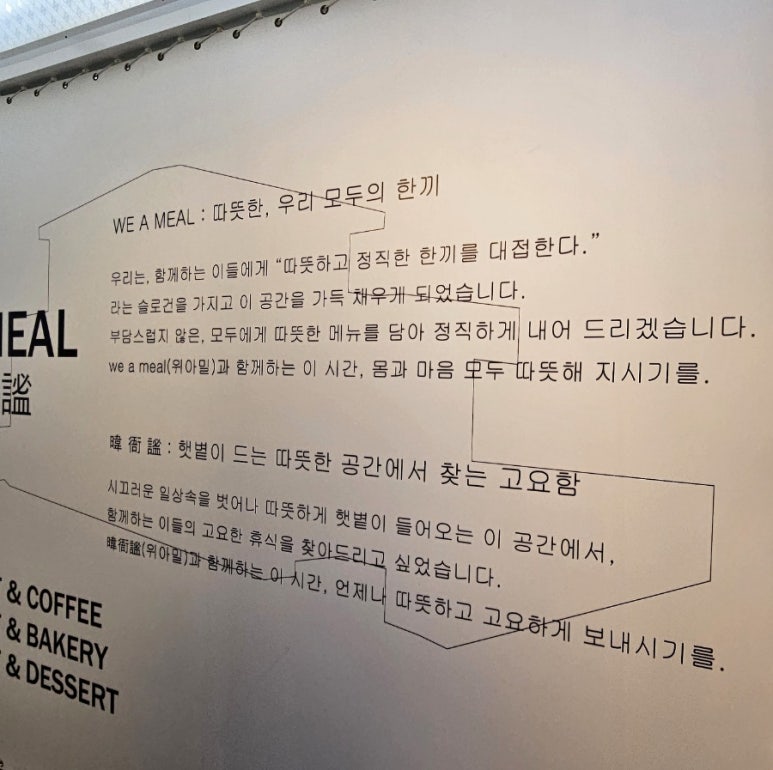 WE A MEAL : 따뜻한, 우리 모두의 한끼
우리는, 함께하는 이들에게 “따뜻하고 정직한 한끼를 대접한다.”
라는 슬로건을 가지고 이 공간을 가득 채우게 되었습니다.
부담스럽지 않은, 모두에게 따뜻한 메뉴를 담아 정직하게 내어 드리겠습니다.
we a meal(위아밀)과 함께하는 이 시간, 몸과 마음 모두 따뜻해 지시기를.
MEAL
謐
暐 衙 謐 : 햇볕이 드는 따뜻한 공간에서 찾는 고요함
시끄러운 일상속을 벗어나 따뜻하게 햇볕이 들어오는 이 공간에서,
함께하는 이들의 고요한 휴식을 찾아드리고 싶었습니다.
暐衙謐(위아밀)과 함께하는 이 시간, 언제나 따뜻하고 고요하게 보내시기를.
& COFFEE
& BAKERY
& DESSERT